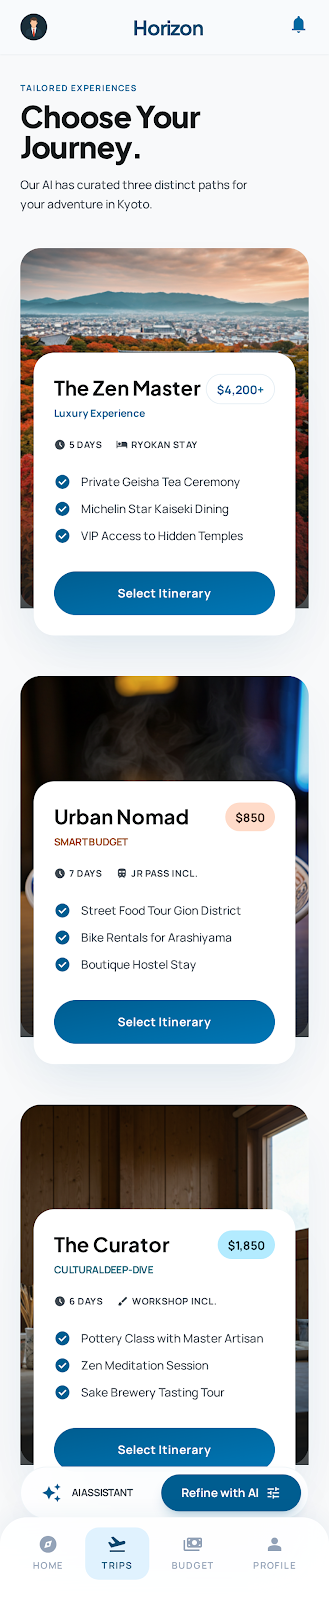 Horizon
TAILORED EXPERIENCES
Choose Your
Journey.
Our AI has curated three distinct paths for
your adventure in Kyoto.
The Zen Master
$4,200+
Luxury Experience
5 DAYS
RYOKAN STAY
Private Geisha Tea Ceremony
Michelin Star Kaiseki Dining
VIP Access to Hidden Temples
Select Itinerary
Urban Nomad
$850
SMARTBUDGET
7 DAYS
JR PASS INCL.
Street Food Tour Gion District
Bike Rentals for Arashiyama
Boutique Hostel Stay
Select Itinerary
The Curator
$1,850
CULTURALDEEP-DIVE
6 DAYS
WORKSHOP INCL.
Pottery Class with Master Artisan
Zen Meditation Session
Sake Brewery Tasting Tour
Select Itinerary
AIASSISTANT
Refine with AI
HOME
TRIPS
BUDGET
PROFILE